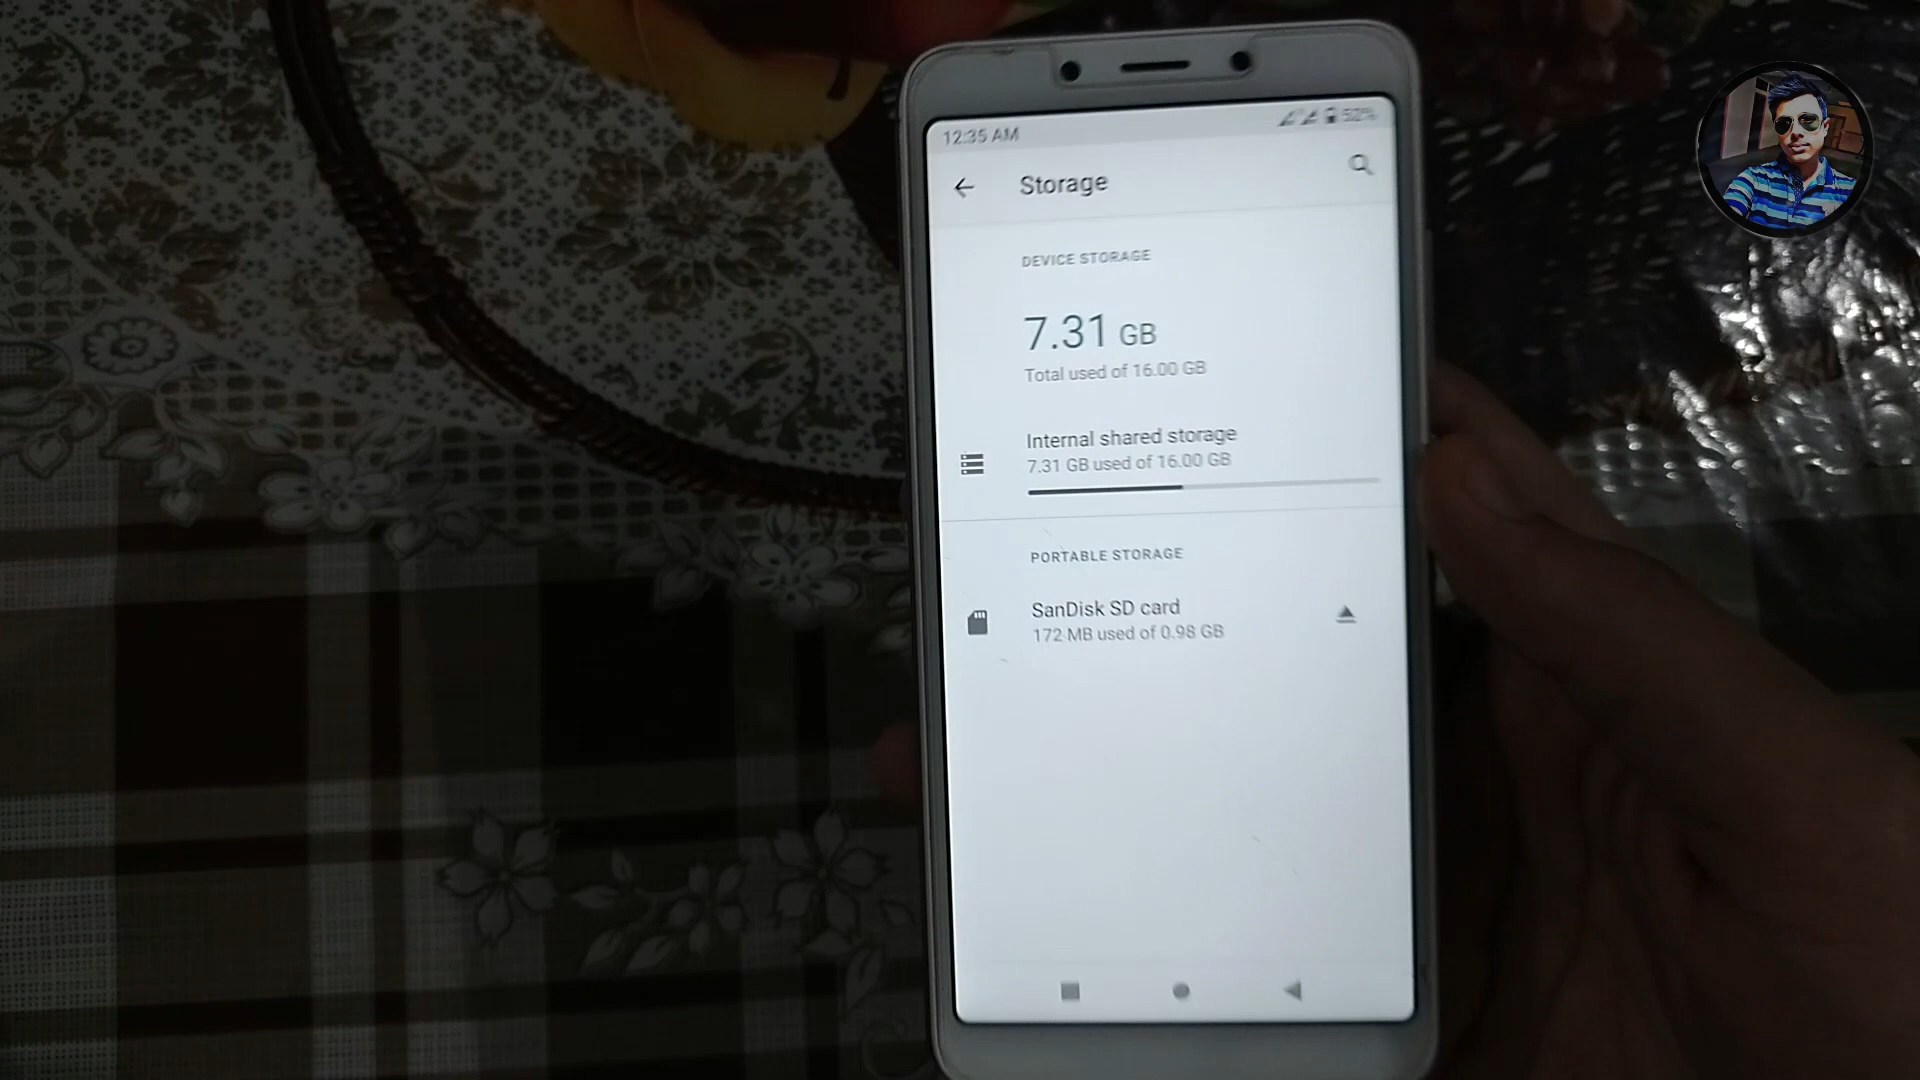 12:35 AM
52%
Storage
DEVICE STORAGE
7.31 GB
Total used of 16.00 GB
Internal shared storage
7.31 GB used of 16.00 GB
PORTABLE STORAGE
SanDisk SD card
172 MB used of 0.98 GB